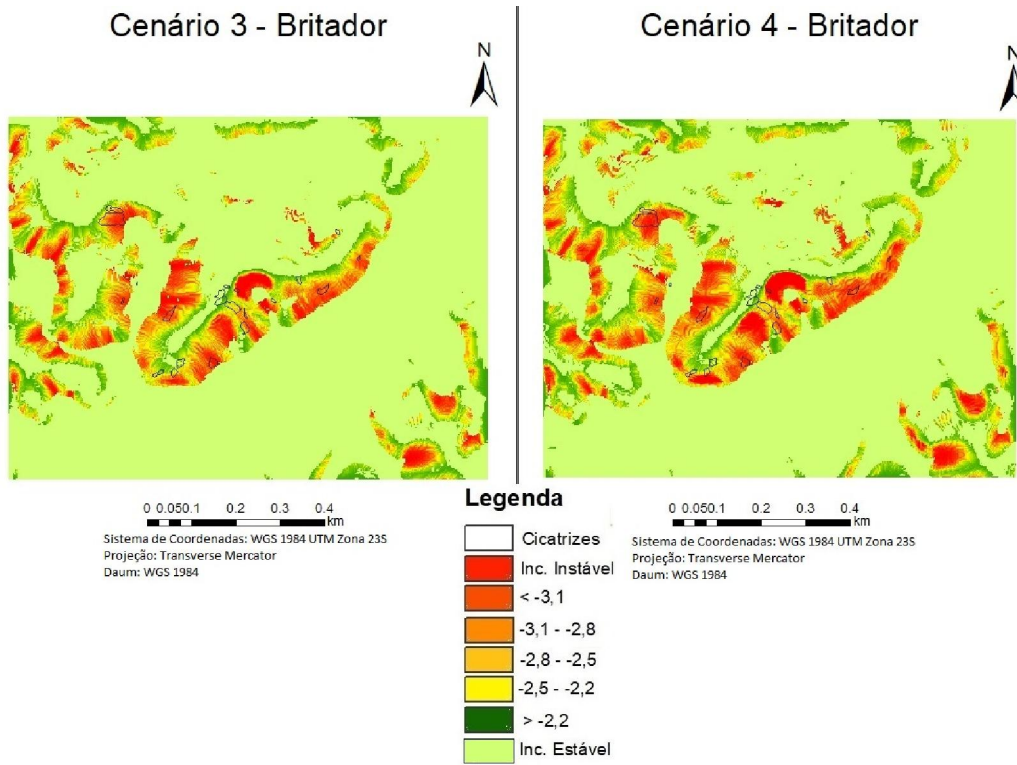 Cenário 3 - Britador
Cenário 4 - Britador
N
N
0 0.050.1 0.2 0.3 0.4
km
Sistema de Coordenadas: WGS 1984 UTM Zona 23S
Projeção: Transverse Mercator
Daum: WGS 1984
0 0.050.1 0.2 0.3 0.4
km
Sistema de Coordenadas: WGS 1984 UTM Zona 23S
Projeção: Transverse Mercator
Daum: WGS 1984
Legenda
Cicatrizes
Inc. Instável
< -3,1
-3,1 - -2,8
-2,8 - -2,5
-2,5 - -2,2
> -2,2
Inc. Estável